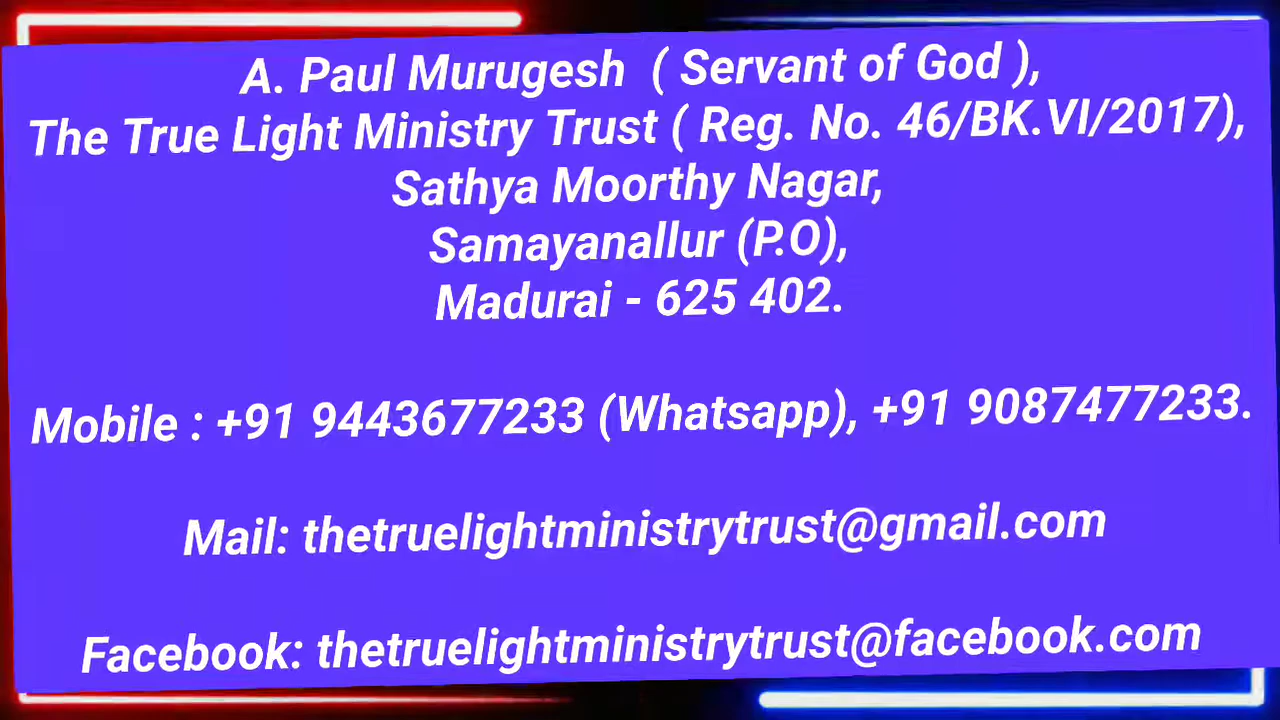 A. Paul Murugesh ( Servant of God ),
The True Light Ministry Trust ( Reg. No. 46/BK.VI/2017),
Sathya Moorthy Nagar,
Samayanallur (P.O),
Madurai - 625 402.
Mobile : +91 9443677233 (Whatsapp), +91 9087477233.
Mail: thetruelightministrytrust@gmail.com
Facebook: thetruelightministrytrust@facebook.com